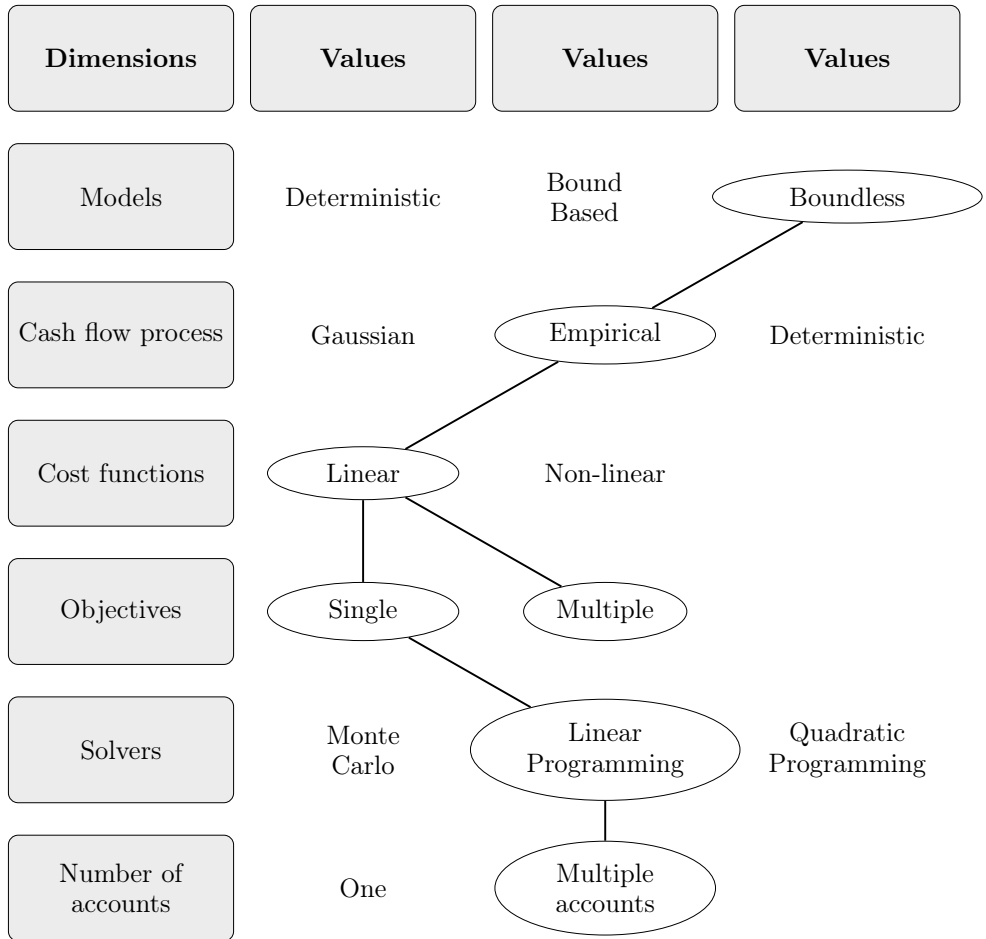 Dimensions
Values
Values
Values
Models
Deterministic
Bound
Based
Boundless
Cash flow process
Gaussian
Empirical
Deterministic
Cost functions
Linear
Non-linear
Objectives
Single
Multiple
Solvers
Monte
Carlo
Linear
Programming
Quadratic
Programming
Number of
accounts
One
Multiple
accounts